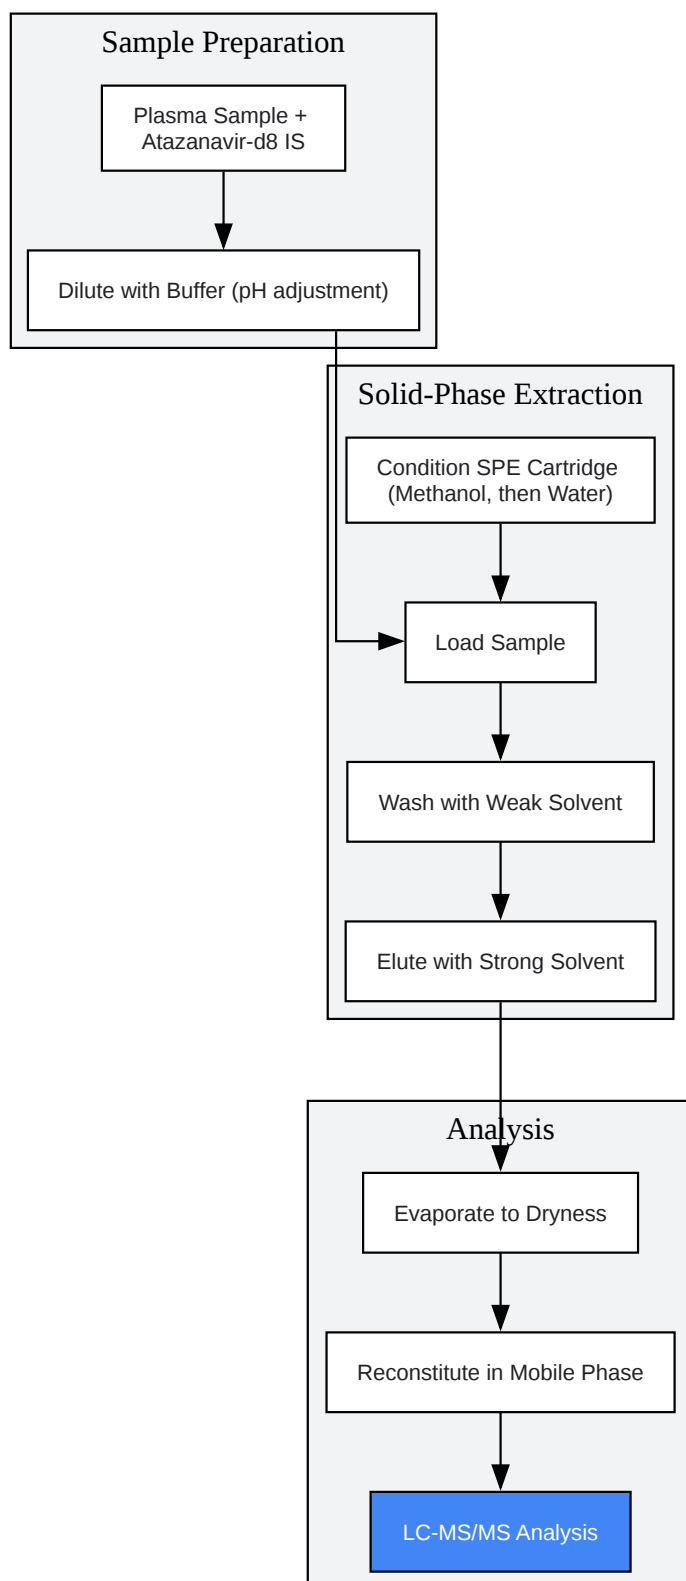 Sample Preparation
Plasma Sample +
Atazanavir-d8 IS
Dilute with Buffer (pH adjustment)
Solid-Phase Extraction
Condition SPE Cartridge
(Methanol, then Water)
Load Sample
Wash with Weak Solvent
Elute with Strong Solvent
Analysis
Evaporate to Dryness
Reconstitute in Mobile Phase
LC-MS/MS Analysis